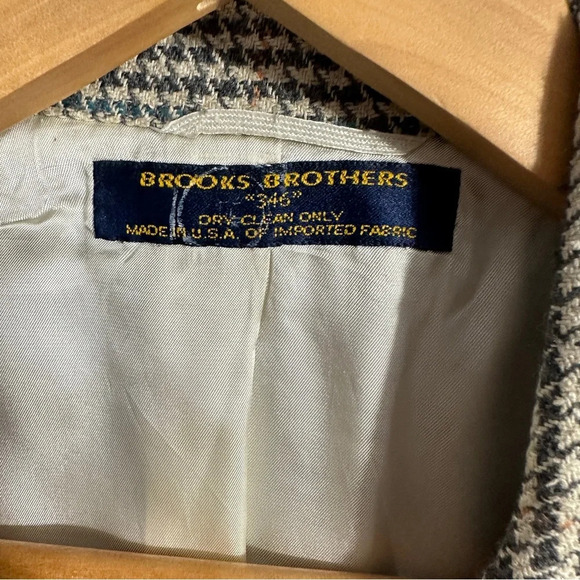 BROOKS BROTHERS
"346"
DRY-CLEAN ONLY
MADE IN U.S.A. OF IMPORTED FABRIC